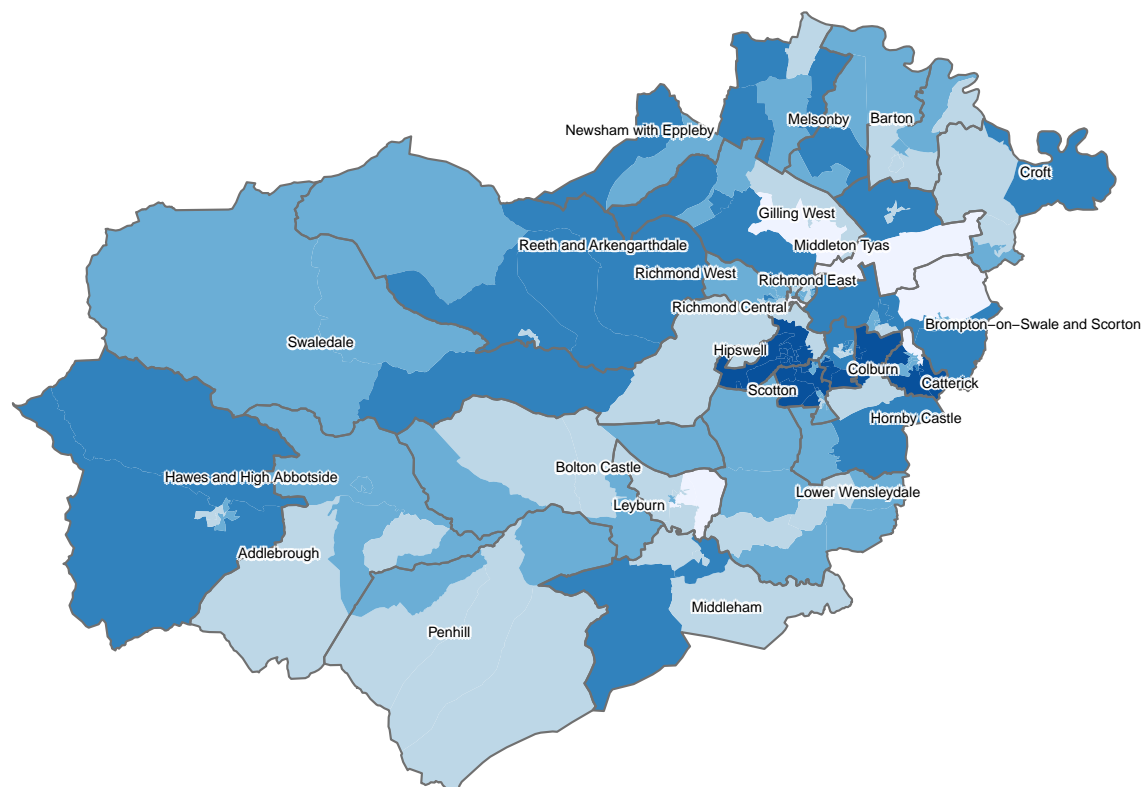 Melsonby
Barton
Newsham with Eppleby
Croft
Gilling West
Reeth and Arkengarthdale
Middleton Tyas
Richmond West
Richmond East
Richmond Central
Brompton−on−Swale and Scorton
Swaledale
Hipswell
Colburn
Scotton
Catterick
Hornby Castle
Bolton Castle
Hawes and High Abbotside
Lower Wensleydale
Leyburn
Addlebrough
Middleham
Penhill